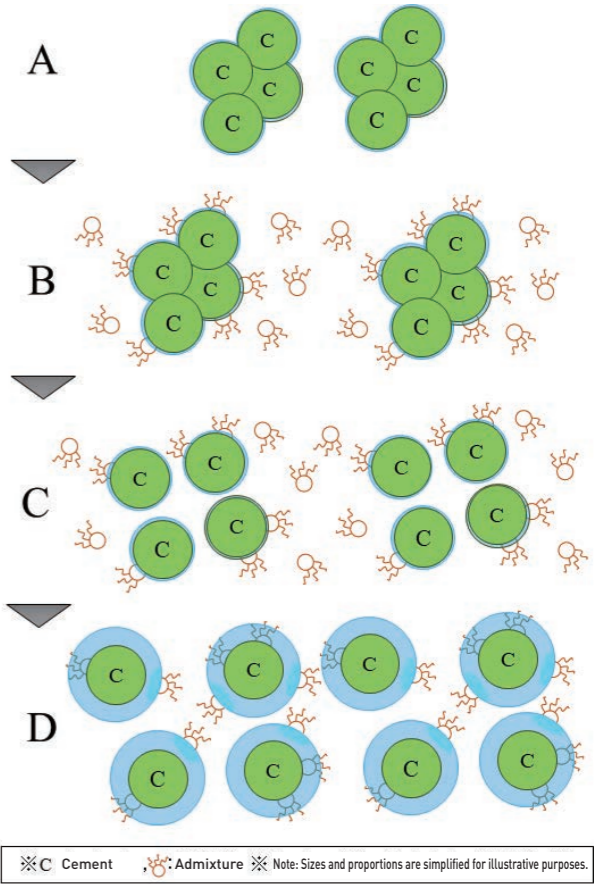 A
C C C C C C C C
B
C C C C C C C C
C
C C C C C C C C
D
C C C C
C C C C
※ C Cement , : Admixture ※ Note: Sizes and proportions are simplified for illustrative purposes.